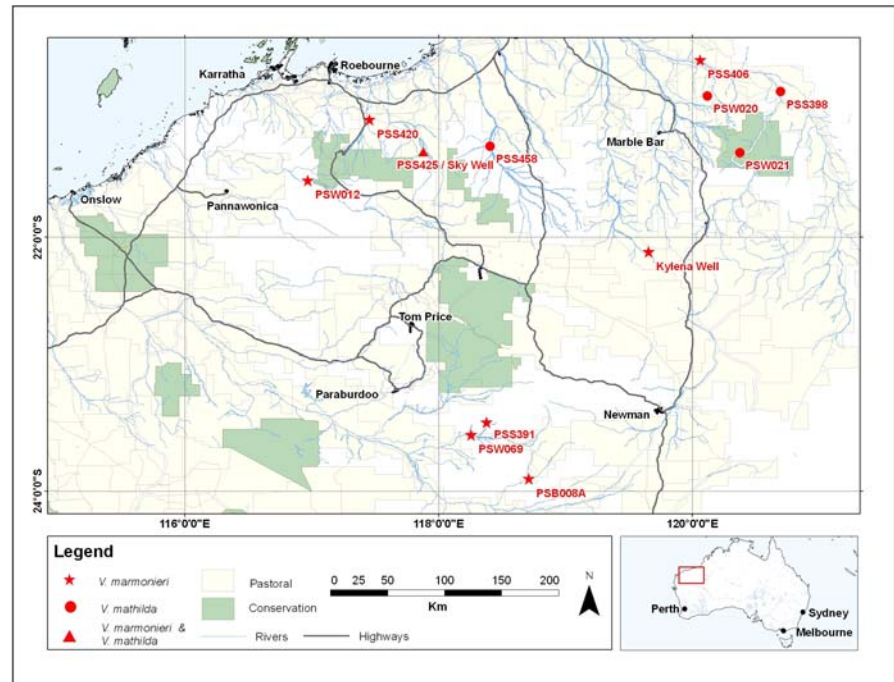 Roebourne
Karratha
PSS406
PSW020
PSS398
PSS420
Marble Bar
PSS425 / Sky Well
PSS458
PSW021
PSW012
Onslow
Pannawonica
22°0'0"S
Kylena Well
Tom Price
Paraburdoo
Newman
PSS391
PSW069
PSB008A
24°0'0"S
116°0'0"E
118°0'0"E
120°0'0"E
Legend
V. marmonieri
V. mathilda
V. marmonieri &
V. mathilda
Pastoral
Conservation
Rivers
Highways
0 25 50 100 150 200
Km
N
Perth
Sydney
Melbourne